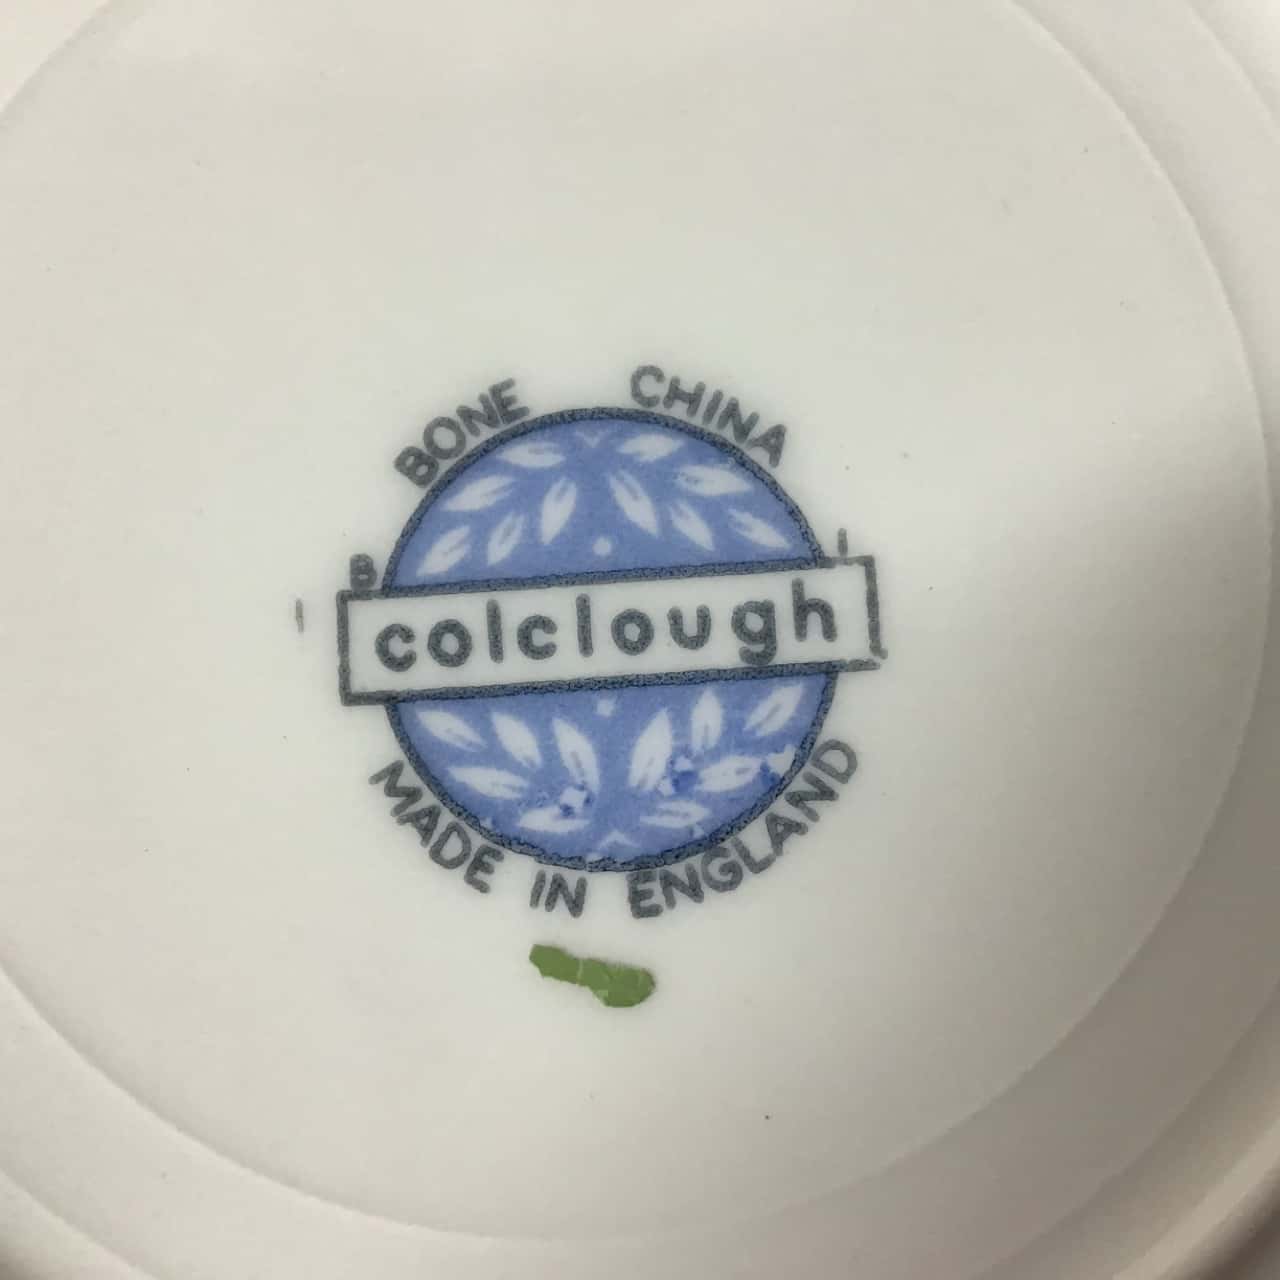 BONE CHINA
B I
colclough
MADE IN ENGLAND